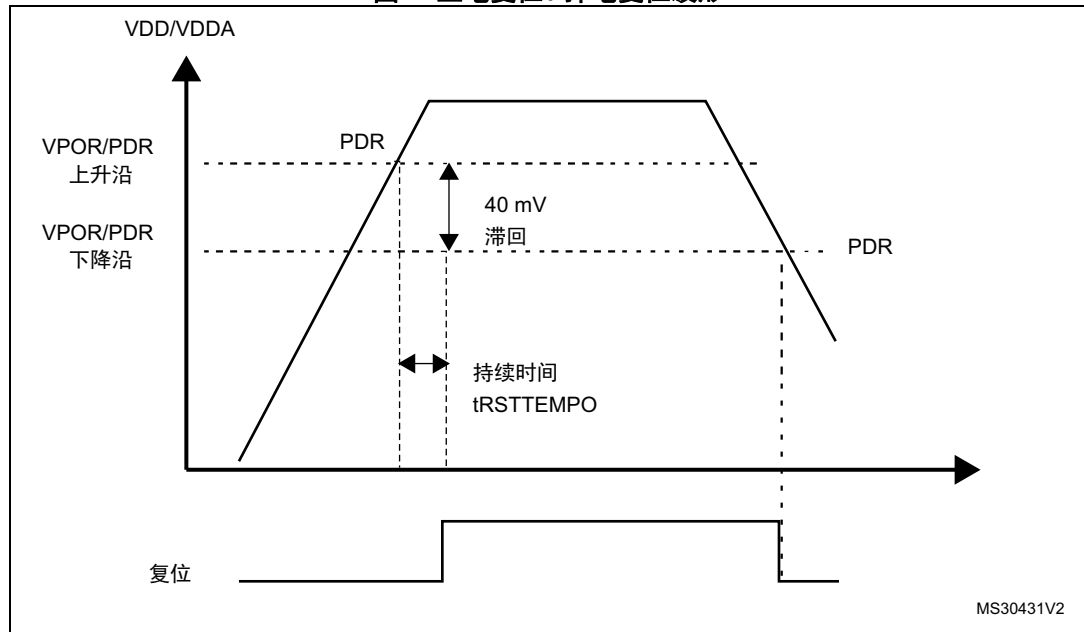 VDD/VDDA
VPOR/PDR
上升沿
PDR
40 mV
滞回
VPOR/PDR
下降沿
PDR
持续时间
tRSTTEMPO
复位
MS30431V2